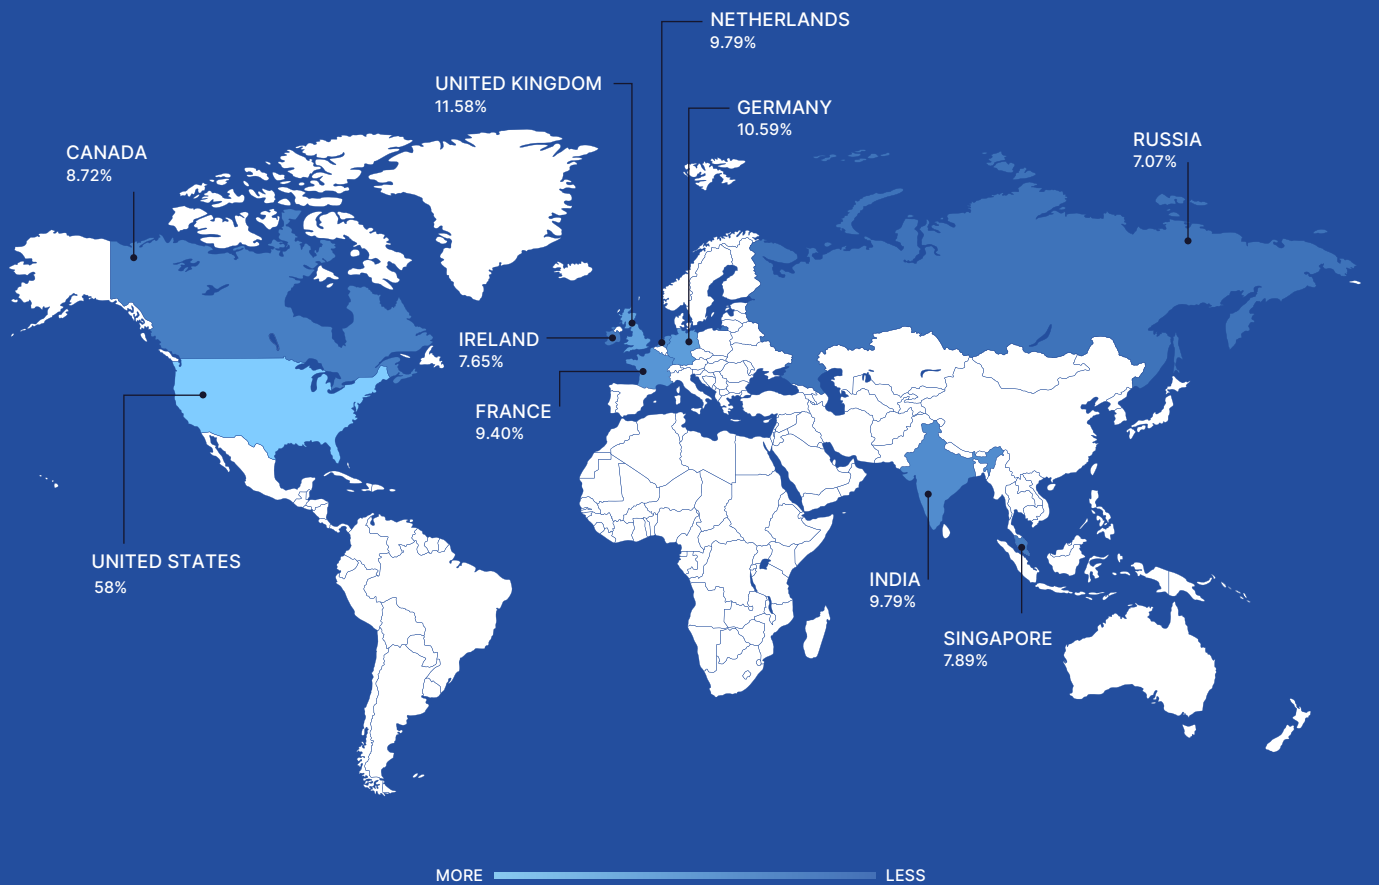 NETHERLANDS
9.79%
UNITED KINGDOM
11.58%
GERMANY
10.59%
RUSSIA
7.07%
CANADA
8.72%
IRELAND
7.65%
FRANCE
9.40%
UNITED STATES
58%
INDIA
9.79%
SINGAPORE
7.89%
MORE
LESS